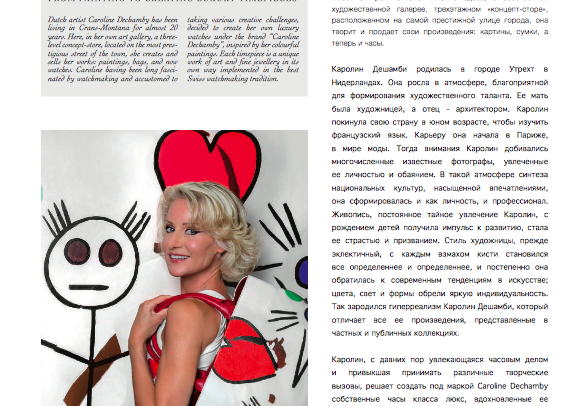 Dutch artist Caroline Dechamby has been
living in Crans-Montana for almost 20
years. Here, in her own art gallery, a three-
level concept-store, located on the most pres-
tigious street of the town, she creates and
sells her works: paintings, bags, and now
watches. Caroline having been long fasci-
nated by watchmaking and accustomed to
taking various creative challenges,
decided to create her own luxury
watches under the brand “Caroline
Dechamby”, inspired by her colourful
paintings. Each timepiece is a unique
work of art and fine jewellery in its
own way implemented in the best
Swiss watchmaking tradition.
художественной галерее, трехэтажном «концепт-сторе»,
расположенном на самой престижной улице города, она
творит и продает свои произведения: картины, сумки, а
теперь и часы.
Каролин Дешамби родилась в городе Утрехт в
Нидерландах. Она росла в атмосфере, благоприятной
для формирования художественного таланта. Ее мать
была художницей, а отец - архитектором. Каролин
покинула свою страну в юном возрасте, чтобы изучить
французский язык. Карьеру она начала в Париже,
в мире моды. Тогда внимания Каролин добивались
многочисленные известные фотографы, увлеченные
ее личностью и обаянием. В такой атмосфере синтеза
национальных культур, насыщенной впечатлениями,
она сформировалась и как личность, и профессионал.
Живопись, постоянное тайное увлечение Каролин, с
рождением детей получила импульс к развитию, стала
ее страстью и призванием. Стиль художницы, прежде
эклектичный, с каждым взмахом кисти становился
все определеннее и определеннее, и постепенно она
обратилась к современным тенденциям в искусстве;
цвета, свет и формы обрели яркую индивидуальность.
Так зародился гиперреализм Каролин Дешамби, который
отличает все ее произведения, представленные в
частных и публичных коллекциях.
Каролин, с давних пор увлекающаяся часовым делом
и привыкшая принимать различные творческие
вызовы, решает создать под маркой Caroline Dechamby
собственные часы класса люкс, вдохновленные ее